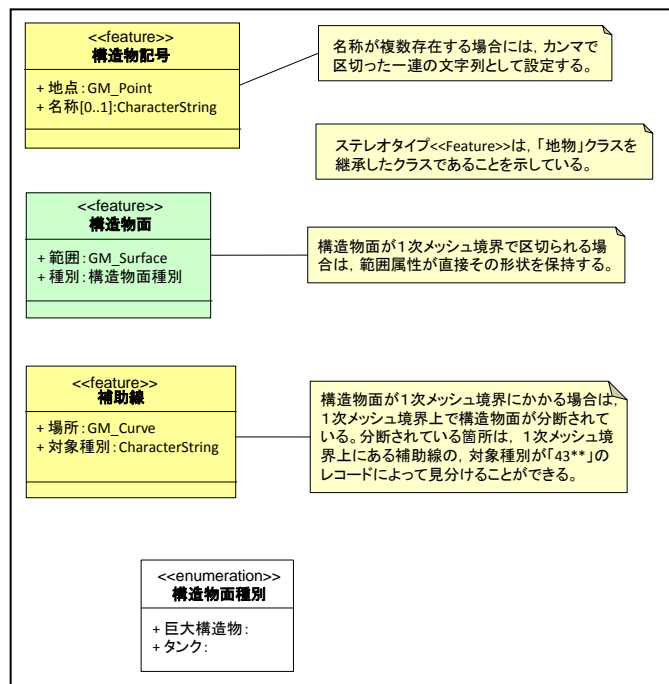 <<feature>>
構造物記号
+ 地点:GM_Point
+ 名称[0..1]:CharacterString
名称が複数存在する場合には，カンマで
区切った一連の文字列として設定する。
ステレオタイプ<<Feature>>は，「地物」クラスを
継承したクラスであることを示している。
<<feature>>
構造物面
+ 範囲:GM_Surface
+ 種別:構造物面種別
構造物面が１次メッシュ境界で区切られる場
合は，範囲属性が直接その形状を保持する。
<<feature>>
補助線
+ 場所:GM_Curve
+ 対象種別:CharacterString
構造物面が１次メッシュ境界にかかる場合は，
１次メッシュ境界上で構造物面が分断されて
いる。分断されている箇所は，１次メッシュ境
界上にある補助線の，対象種別が「43**」の
レコードによって見分けることができる。
<<enumeration>>
構造物面種別
+ 巨大構造物:
+ タンク: